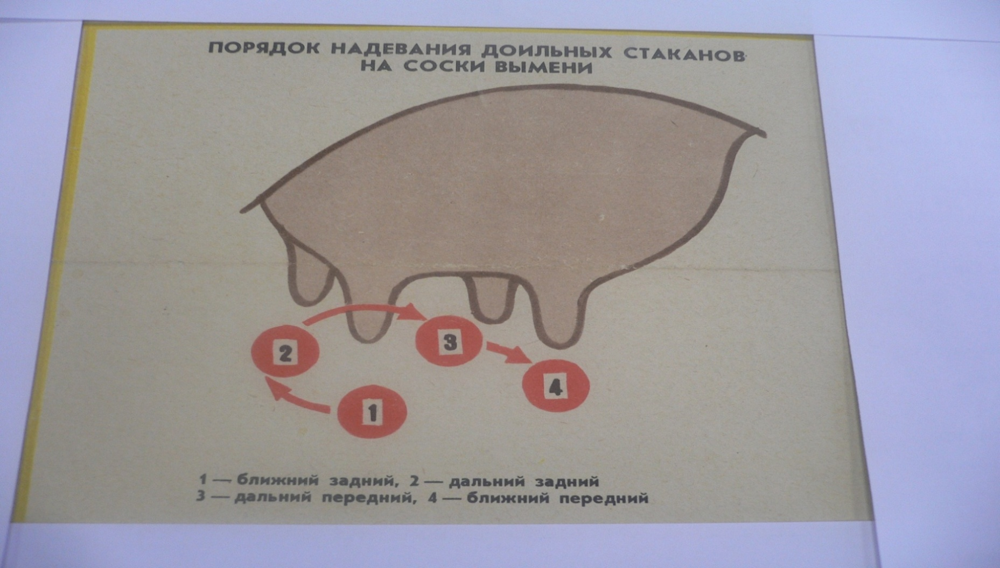 ПОРЯДОК НАДЕВАНИЯ ДОИЛЬНЫХ СТАКАНОВ
НА СОСКИ ВЫМЕНИ
2
3
4
1
1 — ближний задний, 2 — дальний задний
3 — дальний передний, 4 — ближний передний